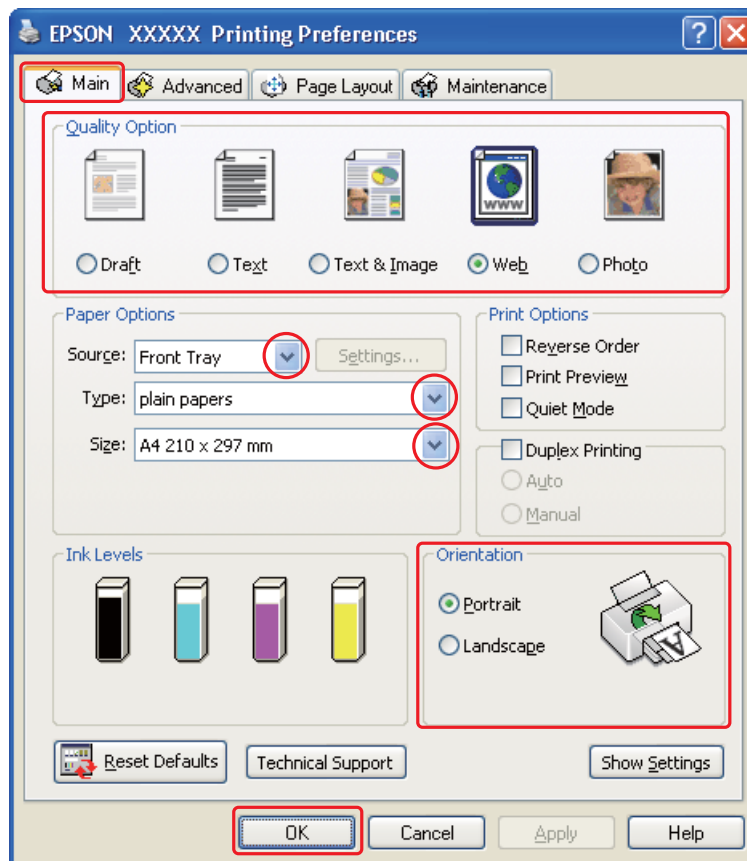 EPSON XXXXX Printing Preferences
Main Advanced Page Layout Maintenance
Quality Option
WWW
Draft Text Text & Image Web Photo
Paper Options
Source: Front Tray Settings...
Type: plain papers
Size: A4 210 x 297 mm
Print Options
Reverse Order
Print Preview
Quiet Mode
Duplex Printing
Auto
Manual
Ink Levels
Orientation
Portrait
Landscape
A
Reset Defaults Technical Support Show Settings
OK Cancel Apply Help